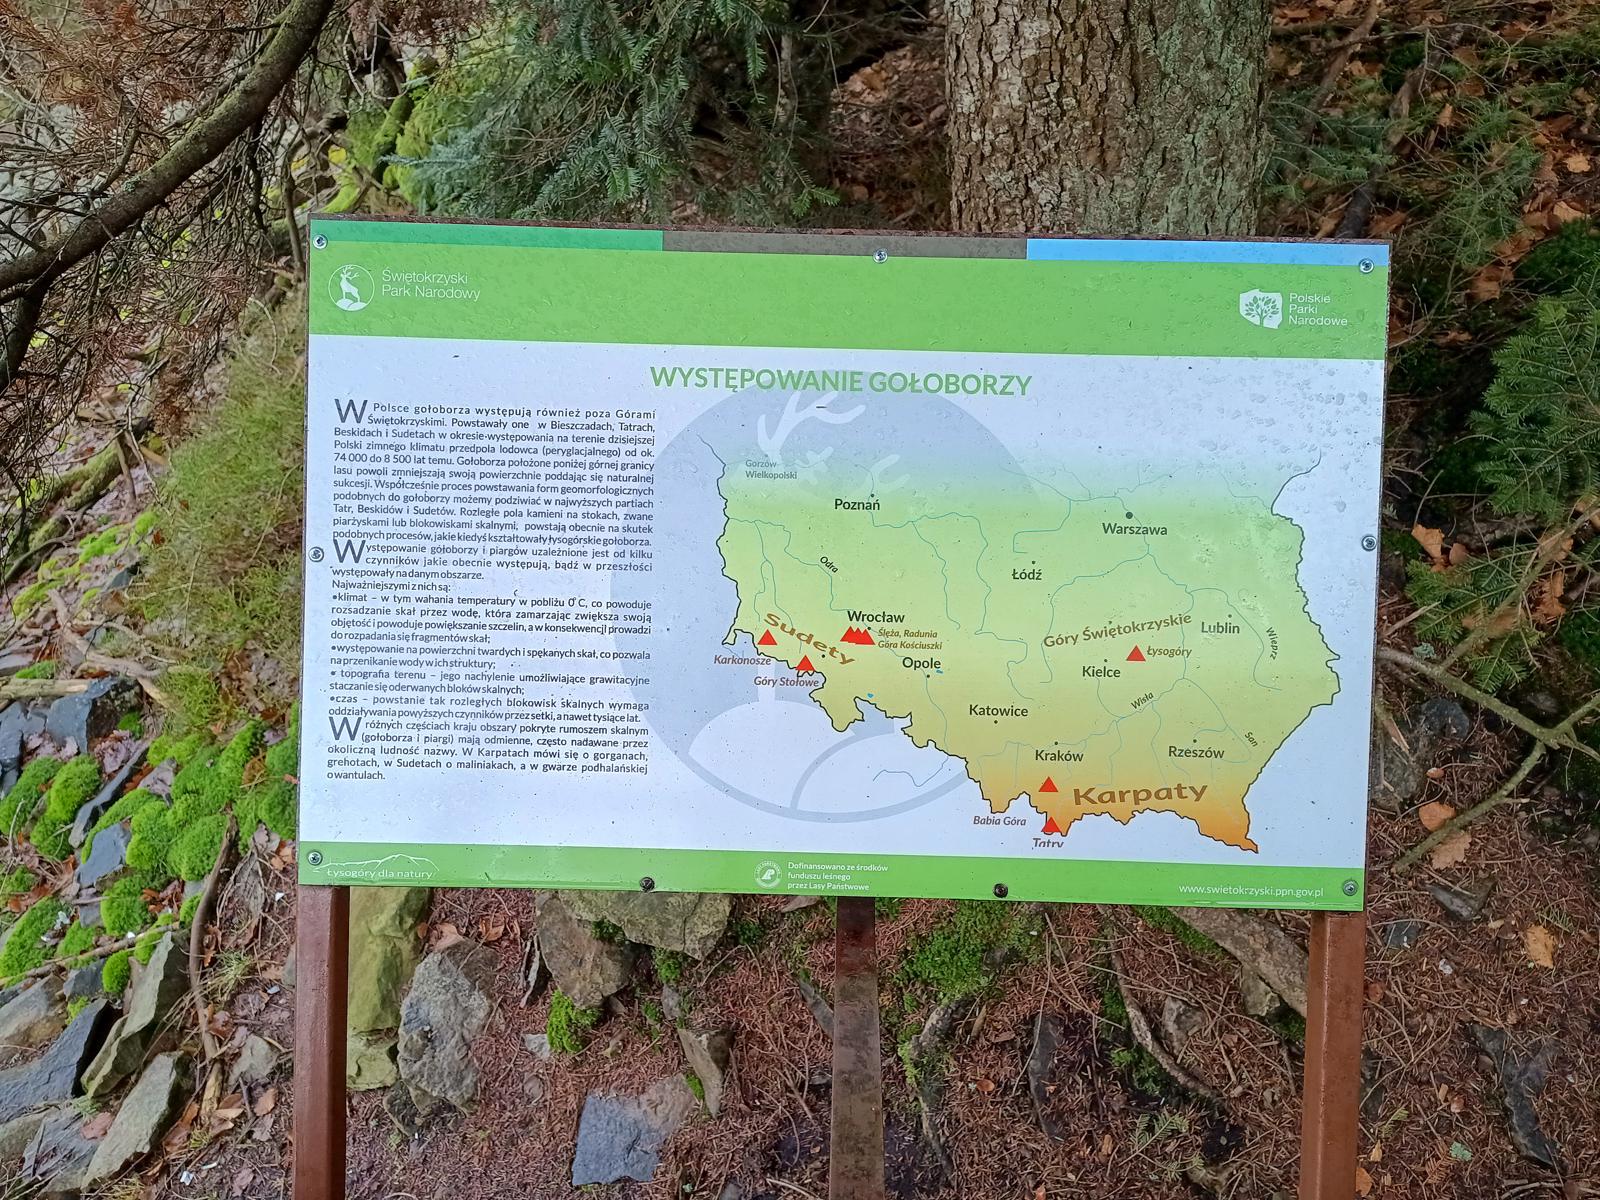 Świętokrzyski
Park Narodowy
Polskie
Parki
Narodowe
WYSTĘPOWANIE GOŁOBORZY
W Polsce gołoborza występują również poza Górami
Świętokrzyskimi. Powstawały one w Bieszczadach, Tatrach,
Beskidach i Sudetach w okresie występowania na terenie dzisiejszej
Polski zimnego klimatu przedpola lodowca (peryglacjalnego) od ok.
74 000 do 8 500 lat temu. Gołoborza położone poniżej górnej granicy
lasu powoli zmniejszają swoją powierzchnie poddając się naturalnej
sukcesji. Współcześnie proces powstawania form geomorfologicznych
podobnych do gołoborzy możemy podziwiać w najwyższych partiach
Tatr, Beskidów i Sudetów. Rozległe pola kamieni na stokach, zwane
piarżyskami lub blokowiskami skalnymi, powstają obecnie na skutek
podobnych procesów, jakie kiedyś kształtowały łysogórskie gołoborza.
Występowanie gołoborzy i piargów uzależnione jest od kilku
czynników jakie obecnie występują, bądź w przeszłości
występowały na danym obszarze.
Najważniejszymi z nich są:
•klimat – w tym wahania temperatury w pobliżu 0°C, co powoduje
rozsadzanie skał przez wodę, która zamarzając zwiększa swoją
objętość i powoduje powiększanie szczelin, a w konsekwencji prowadzi
do rozpadania się fragmentów skał;
•występowanie na powierzchni twardych i spękanych skał, co pozwala
na przenikanie wody w ich struktury;
• topografia terenu – jego nachylenie umożliwiające grawitacyjne
staczanie się oderwanych bloków skalnych;
•czas – powstanie tak rozległych blokowisk skalnych wymaga
oddziaływania powyższych czynników przez setki, a nawet tysiące lat.
W różnych częściach kraju obszary pokryte rumoszem skalnym
(gołoborza i piargi) mają odmienne, często nadawane przez
okoliczną ludność nazwy. W Karpatach mówi się o gorganach,
grehotach, w Sudetach o maliniakach, a w gwarze podhalańskiej
o wantulach.
Gorzów
Wielkopolski
Poznań
Warszawa
Odra
Łódź
Wrocław
Sudety
Ślęża, Radunia
Góra Kościuszki
Góry Świętokrzyskie
Lublin
Wieprz
Łysogóry
Karkonosze
Opole
Kielce
Góry Stołowe
Wisła
Katowice
San
Kraków
Rzeszów
Karpaty
Babia Góra
Tatry
Łysogóry dla natury
Dofinansowano ze środków
funduszu leśnego
przez Lasy Państwowe
www.swietokrzyski.ppn.gov.pl